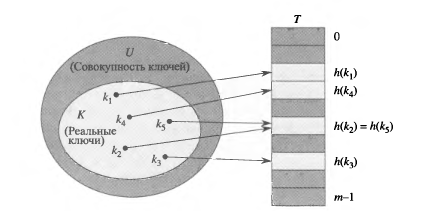 T
U
(Совокупность ключей)
0
k₁
h(k₁)
K
(Реальные
ключи)
k₄
k₅
h(k₄)
k₂
h(k₂) = h(k₅)
k₃
h(k₃)
m–1